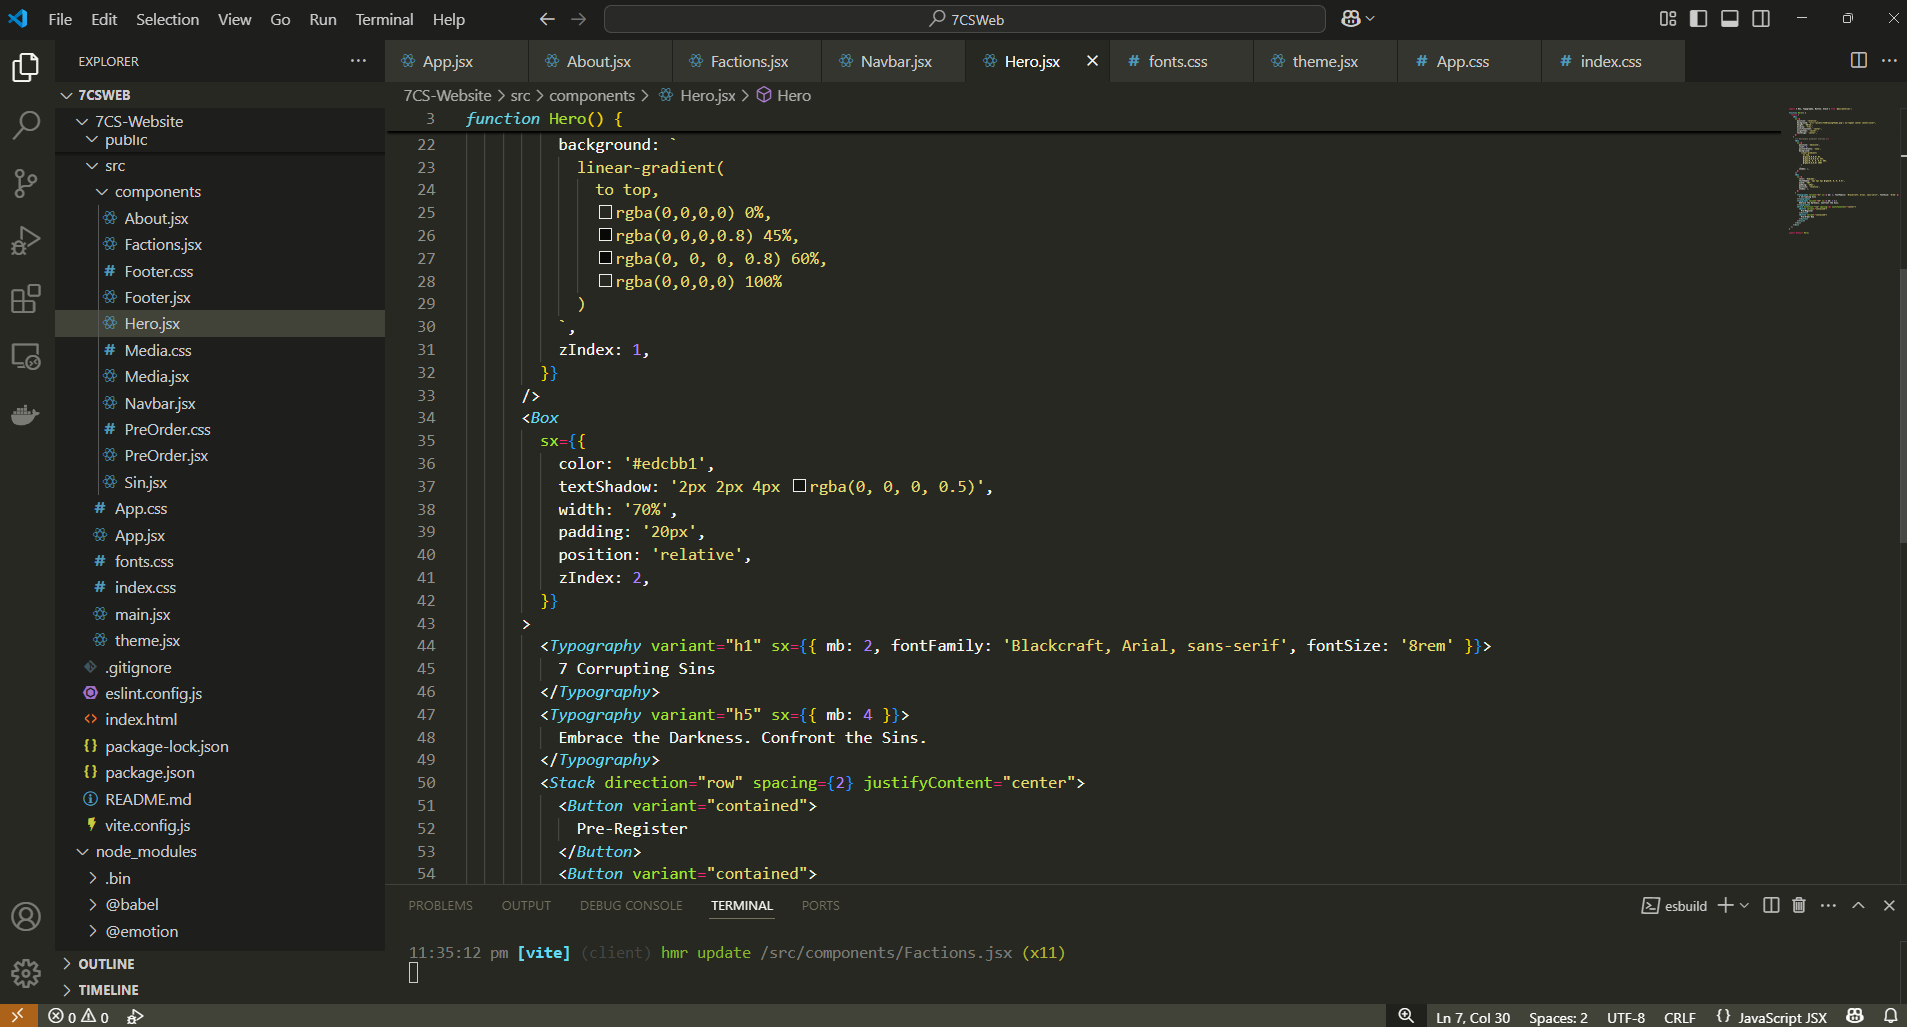 File Edit Selection View Go Run Terminal Help 7CSWeb
EXPLORER
App.jsx About.jsx Factions.jsx Navbar.jsx Hero.jsx fonts.css theme.jsx App.css index.css
7CSWEB
7CS-Website
public
src
components
About.jsx
Factions.jsx
Footer.css
Footer.jsx
Hero.jsx
Media.css
Media.jsx
Navbar.jsx
PreOrder.css
PreOrder.jsx
Sin.jsx
App.css
App.jsx
fonts.css
index.css
main.jsx
theme.jsx
.gitignore
eslint.config.js
index.html
package-lock.json
package.json
README.md
vite.config.js
node_modules
.bin
@babel
@emotion
OUTLINE
TIMELINE
7CS-Website > src > components > Hero.jsx > Hero
3 function Hero() {
22 background: `
23 linear-gradient(
24 to top,
25 rgba(0,0,0,0) 0%,
26 rgba(0,0,0,0.8) 45%,
27 rgba(0, 0, 0, 0.8) 60%,
28 rgba(0,0,0,0) 100%
29 )
30 `,
31 zIndex: 1,
32 }}
33 />
34 <Box
35 sx={{
36 color: '#edcbb1',
37 textShadow: '2px 2px 4px rgba(0, 0, 0, 0.5)',
38 width: '70%',
39 padding: '20px',
40 position: 'relative',
41 zIndex: 2,
42 }}
43 >
44 <Typography variant="h1" sx={{ mb: 2, fontFamily: 'Blackcraft, Arial, sans-serif', fontSize: '8rem' }}>
45 7 Corrupting Sins
46 </Typography>
47 <Typography variant="h5" sx={{ mb: 4 }}>
48 Embrace the Darkness. Confront the Sins.
49 </Typography>
50 <Stack direction="row" spacing={2} justifyContent="center">
51 <Button variant="contained">
52 Pre-Register
53 </Button>
54 <Button variant="contained">
PROBLEMS OUTPUT DEBUG CONSOLE TERMINAL PORTS esbuild
11:35:12 pm [vite] (client) hmr update /src/components/Factions.jsx (x11)
0 0 Ln 7, Col 30 Spaces: 2 UTF-8 CRLF {} JavaScript JSX